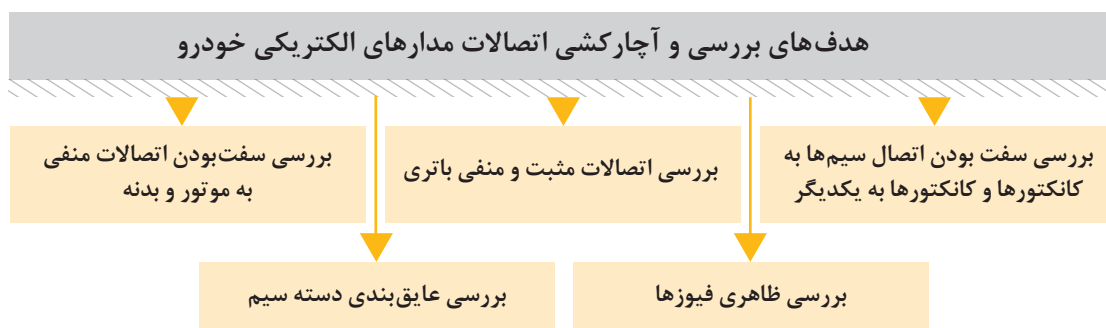 هدف‌های بررسی و آچارکشی اتصالات مدارهای الکتریکی خودرو
بررسی سفت بودن اتصال سیم‌ها به
کانکتورها و کانکتورها به یکدیگر
بررسی اتصالات مثبت و منفی باتری
بررسی سفت‌بودن اتصالات منفی
به موتور و بدنه
بررسی ظاهری فیوزها
بررسی عایق‌بندی دسته سیم